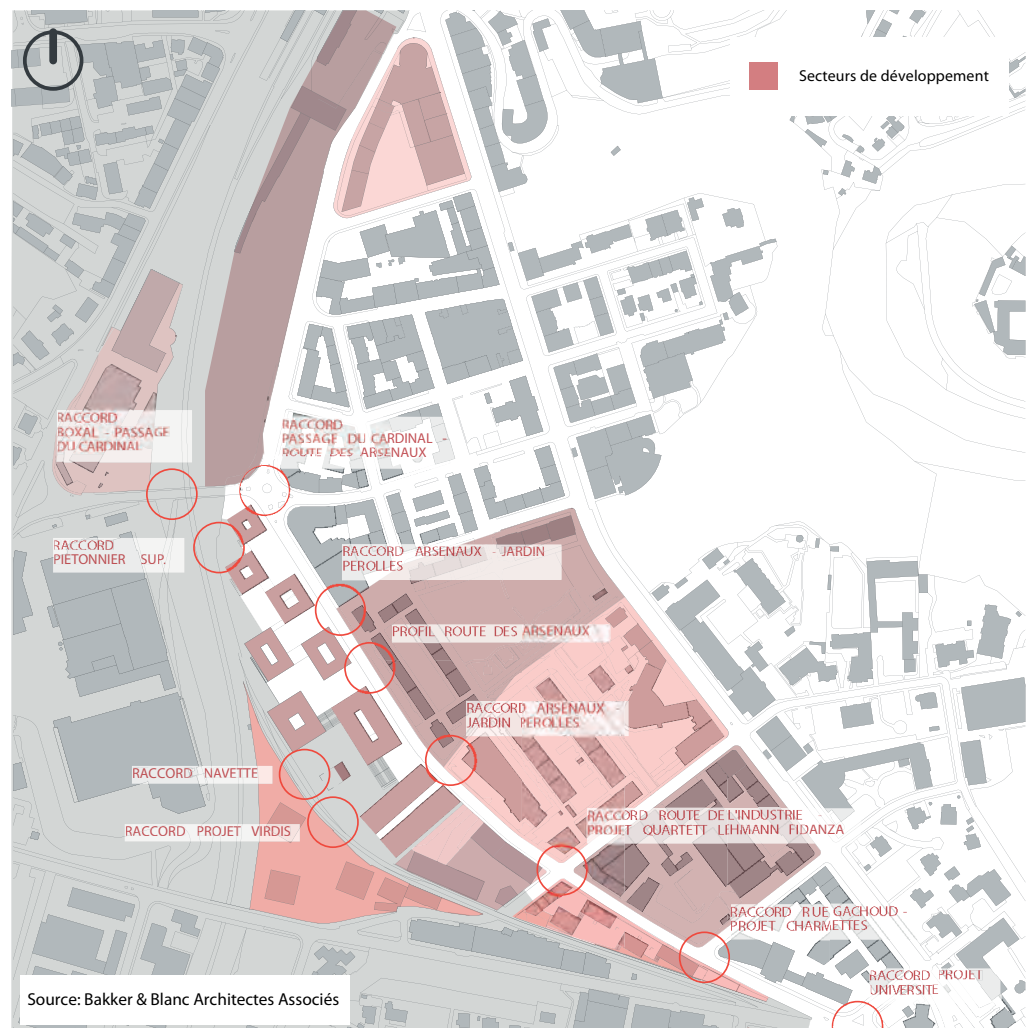 Secteurs de développement
RACCORD
BOXAL - PASSAGE
DU CARDINAL
RACCORD
PASSAGE DU CARDINAL -
ROUTE DES ARSENAUX
RACCORD
PIETONNIER SUP.
RACCORD ARSENAUX - JARDIN
PEROLLES
PROFIL ROUTE DES ARSENAUX
RACCORD ARSENAUX -
JARDIN PEROLLES
RACCORD NAVETTE
RACCORD PROJET VIRDIS
RACCORD ROUTE DE L'INDUSTRIE -
PROJET QUARTETT LEHMANN FIDANZA
RACCORD RUE GACHOUD -
PROJET CHARMETTES
RACCORD PROJET
UNIVERSITE
Source: Bakker & Blanc Architectes Associés